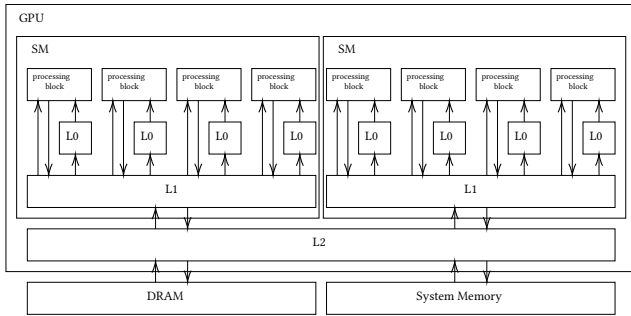 GPU
SM
SM
processing
block
processing
block
processing
block
processing
block
processing
block
processing
block
processing
block
processing
block
L0
L0
L0
L0
L0
L0
L0
L0
L1
L1
L2
DRAM
System Memory